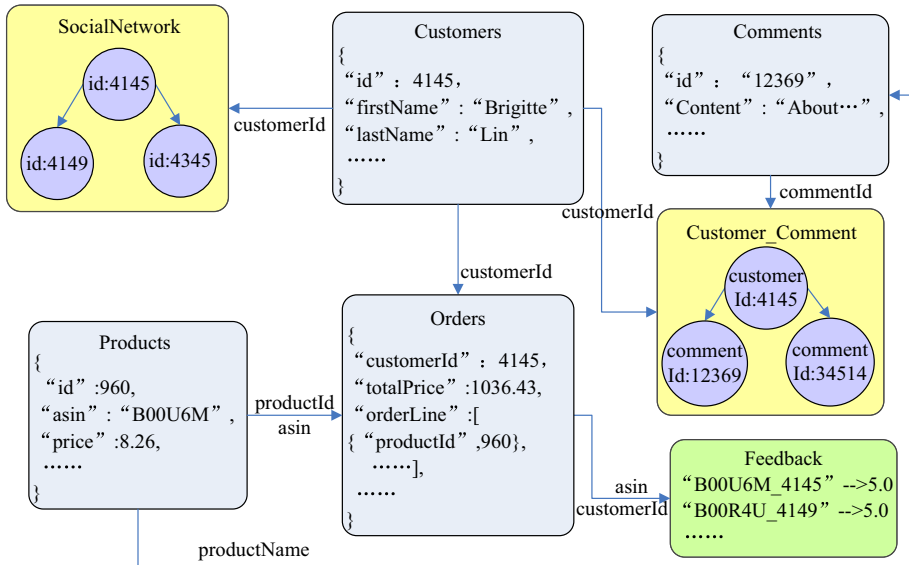 SocialNetwork
id:4145
id:4149
id:4345
customerId
Customers
{
“id”: 4145,
“firstName”:“Brigitte”,
“lastName”:“Lin”,
······
}
customerId
customerId
Comments
{
“id”: “12369”,
“Content”:“About···”,
······
}
commentId
Customer_Comment
customer
Id:4145
comment
Id:12369
comment
Id:34514
Products
{
“id”:960,
“asin”:“B00U6M”,
“price”:8.26,
······
}
productId
asin
Orders
{
“customerId”: 4145,
“totalPrice”:1036.43,
“orderLine”:[
{“productId”,960},
······],
······
}
asin
customerId
Feedback
“B00U6M_4145”-->5.0
“B00R4U_4149”-->5.0
······
productName